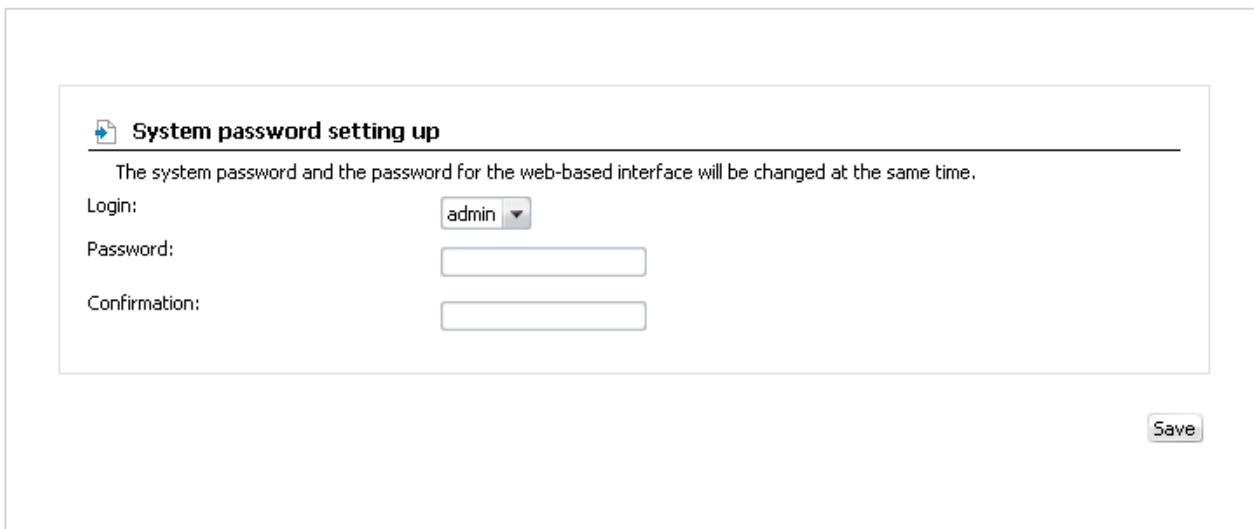 System password setting up
The system password and the password for the web-based interface will be changed at the same time.
Login:
admin
Password:
Confirmation:
Save